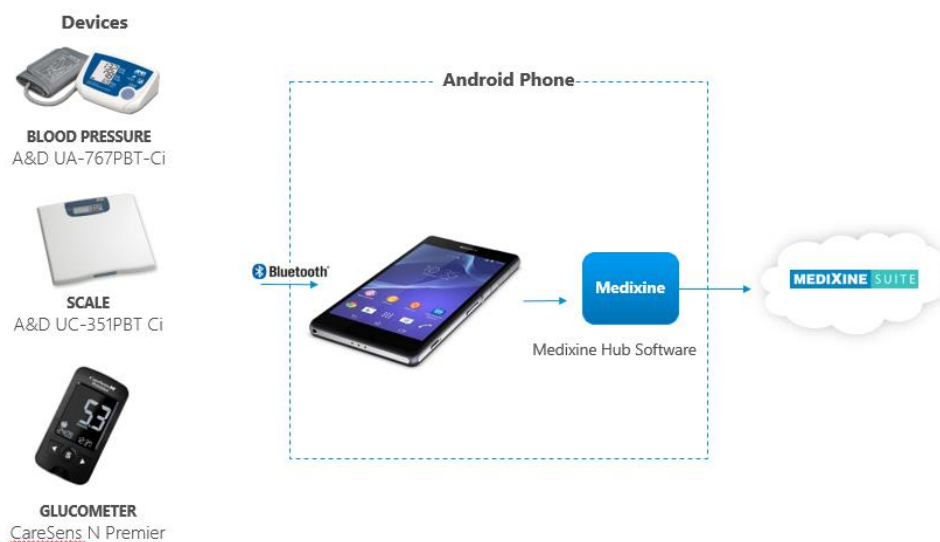 Devices
BLOOD PRESSURE
A&D UA-767PBT-Ci
SCALE
A&D UC-351PBT Ci
GLUCOMETER
CareSens N Premier
Android Phone
Bluetooth
Medixine
Medixine Hub Software
MEDIXINE SUITE